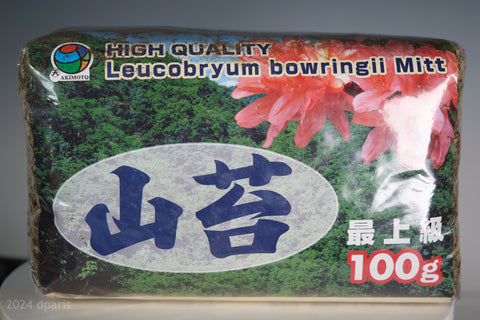 AKIMOTO
HIGH QUALITY
Leucobryum bowringii Mitt
山苔
最上級
100g
2024 dparis